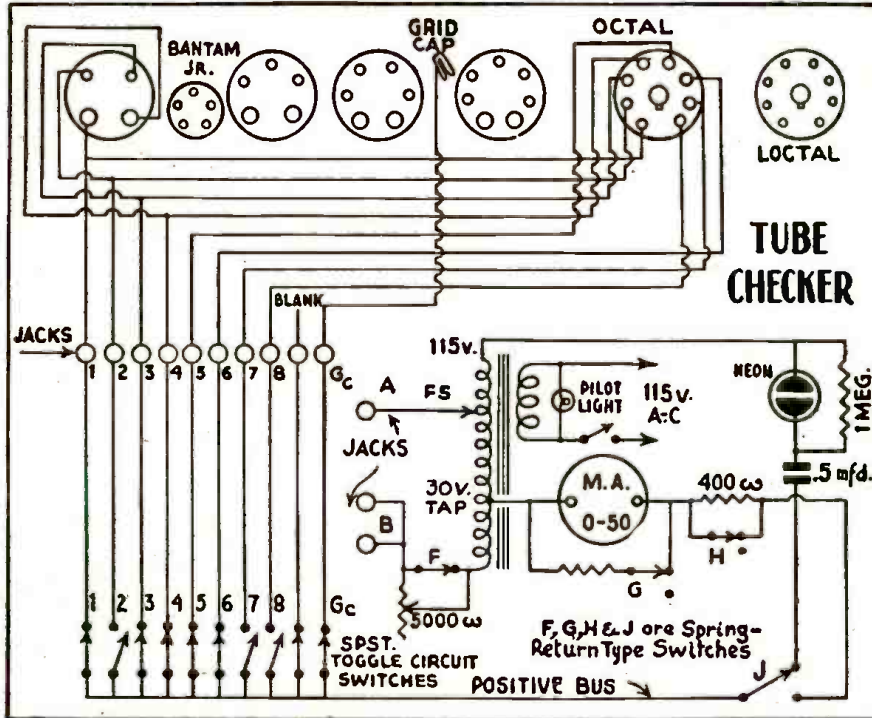 GRID
CAP
OCTAL
BANTAM
JR.
LOCTAL
TUBE
CHECKER
BLANK
JACKS
1 2 3 4 5 6 7 8 Gc
115v.
A FS
PILOT
LIGHT
115v.
A-C
NEON
1 MEG.
JACKS
30V.
TAP
M.A.
0-50
400 ω
.5 mfd.
B
F
G
H
5000 ω
1 2 3 4 5 6 7 8 Gc
SPST.
TOGGLE CIRCUIT
SWITCHES
F, G, H & J are Spring-
Return Type Switches
POSITIVE BUS
J